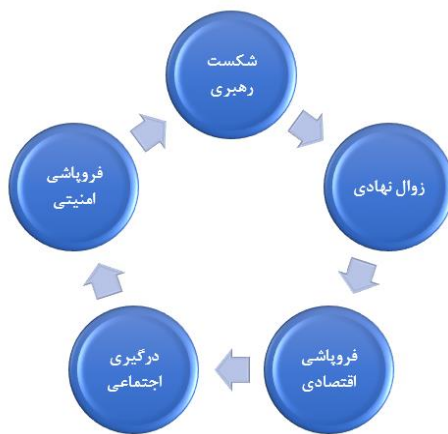 شکست
رهبری
زوال نهادی
فروپاشی
اقتصادی
درگیری
اجتماعی
فروپاشی
امنیتی